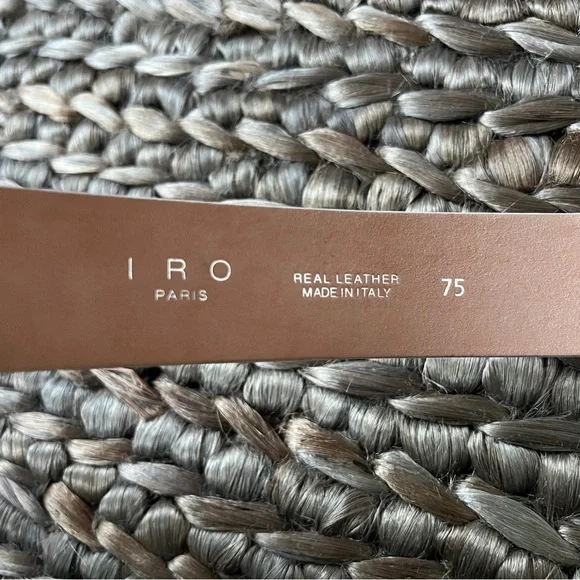 IRO
PARIS
REAL LEATHER
MADE IN ITALY
75